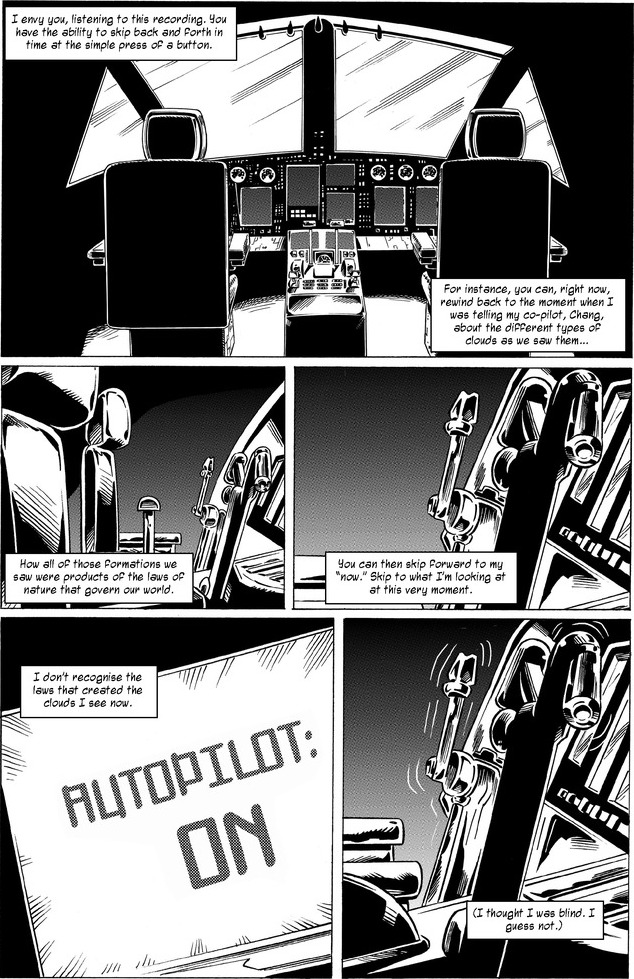 I envy you, listening to this recording. You
have the ability to skip back and forth in
time at the simple press of a button.
For instance, you can, right now,
rewind back to the moment when I
was telling my co-pilot, Chang,
about the different types of
clouds as we saw them...
How all of those formations we
saw were products of the laws of
nature that govern our world.
You can then skip forward to my
"now." Skip to what I'm looking at
at this very moment.
I don't recognise the
laws that created the
clouds I see now.
AUTOPILOT:
ON
(I thought I was blind. I
guess not.)